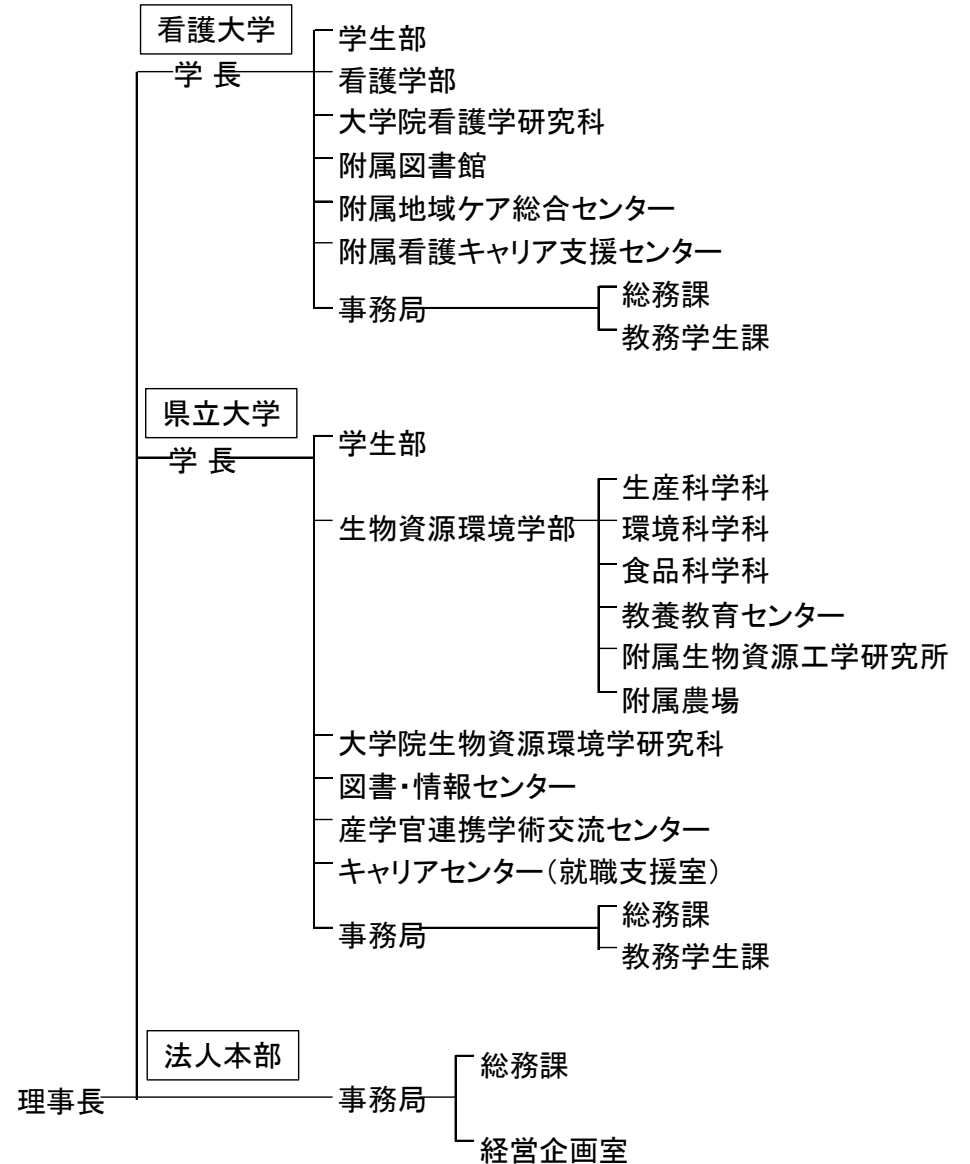 看護大学
学 長
学生部
看護学部
大学院看護学研究科
附属図書館
附属地域ケア総合センター
附属看護キャリア支援センター
事務局
総務課
教務学生課
県立大学
学 長
学生部
生物資源環境学部
生産科学科
環境科学科
食品科学科
教養教育センター
附属生物資源工学研究所
附属農場
大学院生物資源環境学研究科
図書・情報センター
産学官連携学術交流センター
キャリアセンター(就職支援室)
事務局
総務課
教務学生課
法人本部
理事長
事務局
総務課
経営企画室